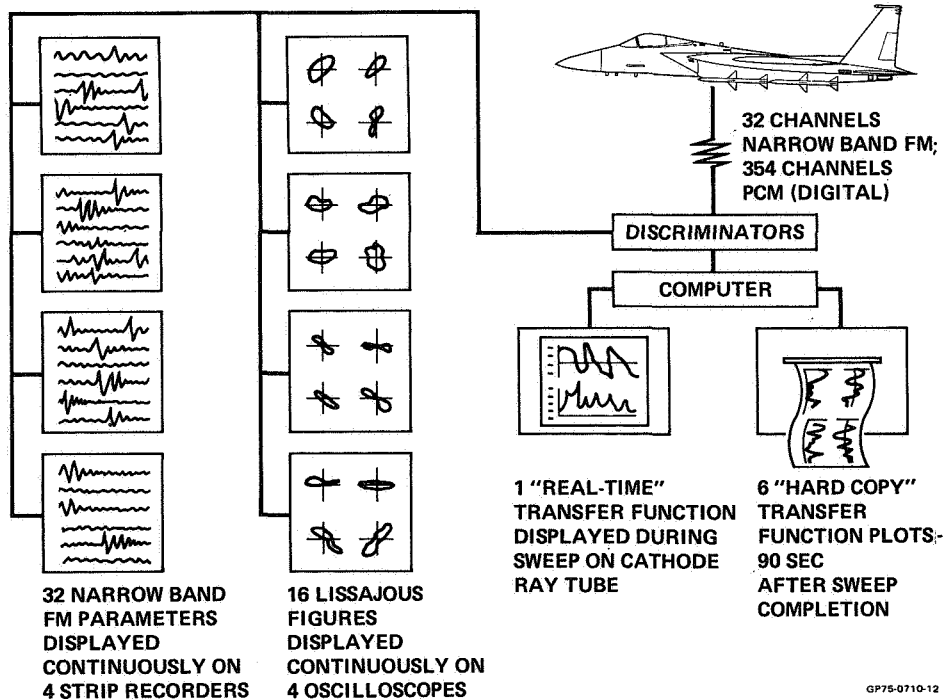 32 CHANNELS
NARROW BAND FM;
354 CHANNELS
PCM (DIGITAL)
DISCRIMINATORS
COMPUTER
1 "REAL-TIME"
TRANSFER FUNCTION
DISPLAYED DURING
SWEEP ON CATHODE
RAY TUBE
6 "HARD COPY"
TRANSFER
FUNCTION PLOTS-
90 SEC
AFTER SWEEP
COMPLETION
32 NARROW BAND
FM PARAMETERS
DISPLAYED
CONTINUOUSLY ON
4 STRIP RECORDERS
16 LISSAJOUS
FIGURES
DISPLAYED
CONTINUOUSLY ON
4 OSCILLOSCOPES
GP75-0710-12